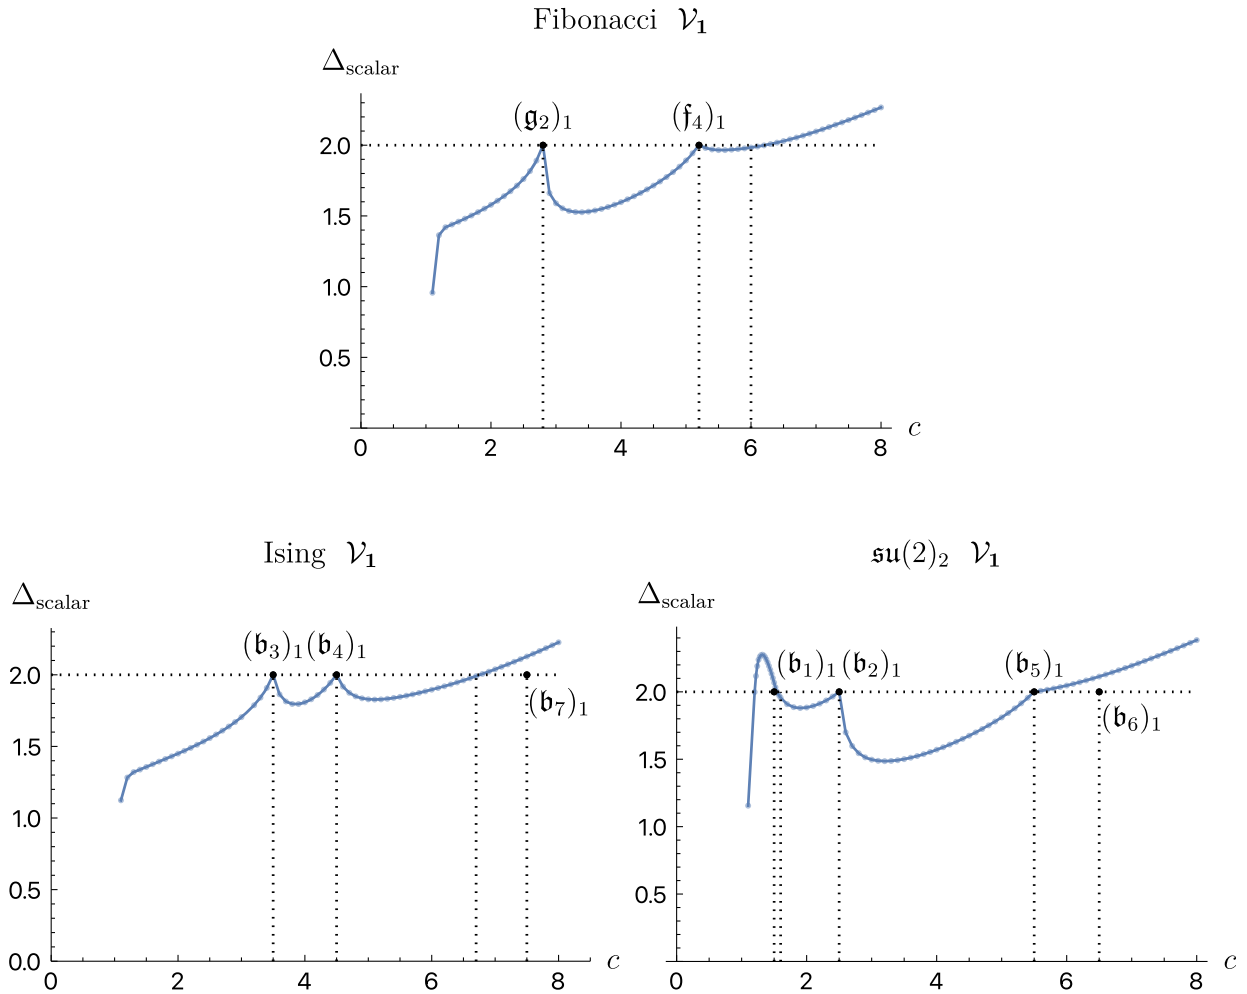 Fibonacci 𝒱₁
Δscalar
(𝔤₂)₁ (𝔣₄)₁
2.0
1.5
1.0
0.5
0 2 4 6 8 c
Ising 𝒱₁
Δscalar
(𝔟₃)₁ (𝔟₄)₁
2.0
(𝔟₇)₁
1.5
1.0
0.5
0.0
0 2 4 6 8 c
𝔰𝔲(2)₂ 𝒱₁
Δscalar
(𝔟₁)₁ (𝔟₂)₁ (𝔟₅)₁
2.0
(𝔟₆)₁
1.5
1.0
0.5
0 2 4 6 8 c